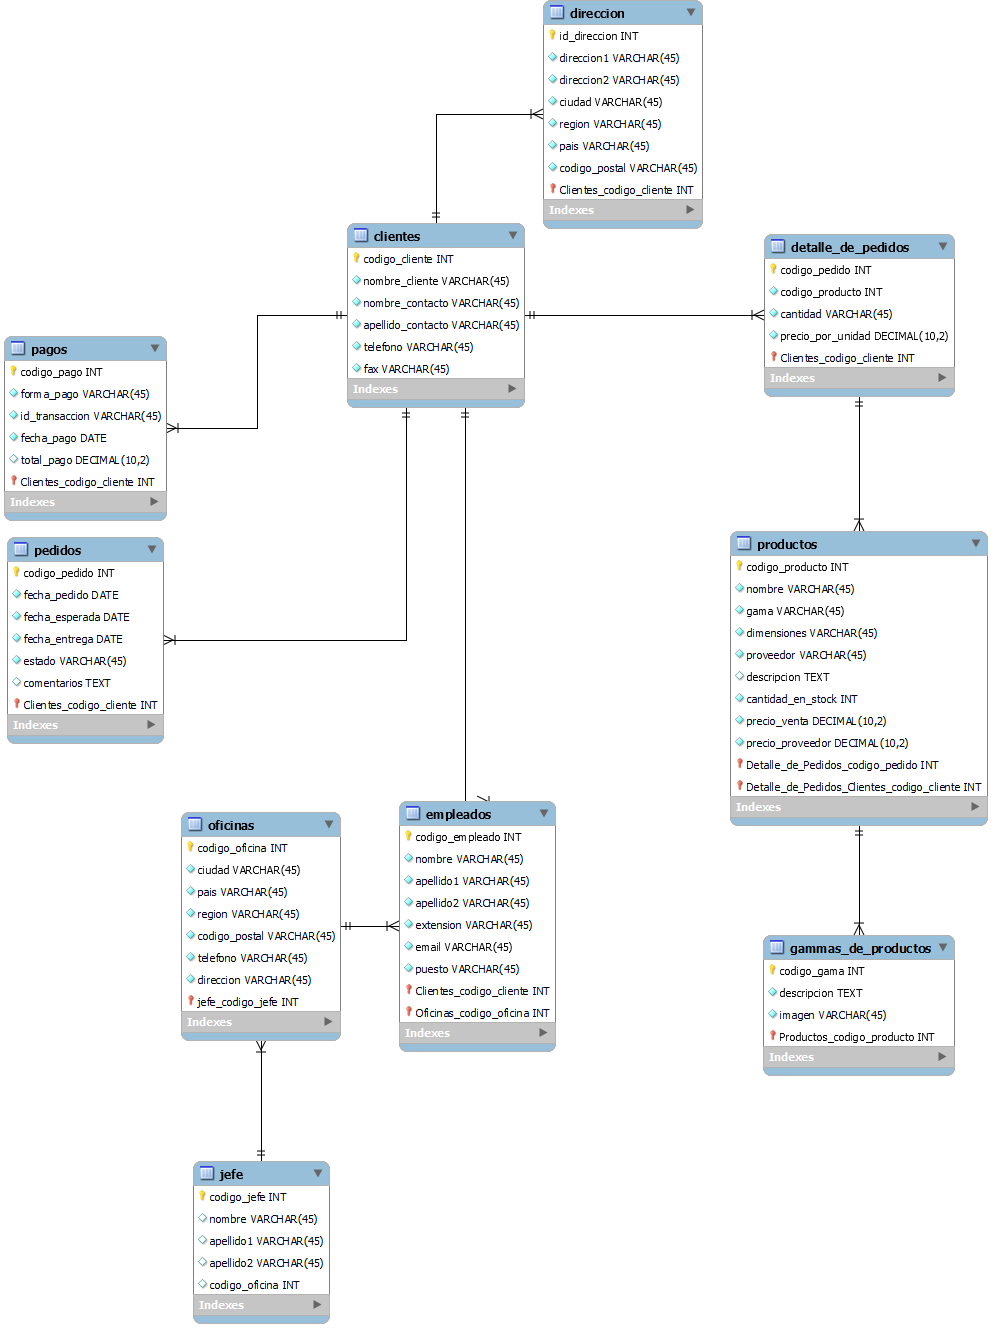 direccion
id_direccion INT
direccion1 VARCHAR(45)
direccion2 VARCHAR(45)
ciudad VARCHAR(45)
region VARCHAR(45)
pais VARCHAR(45)
codigo_postal VARCHAR(45)
Clientes_codigo_cliente INT
Indexes
clientes
codigo_cliente INT
nombre_cliente VARCHAR(45)
nombre_contacto VARCHAR(45)
apellido_contacto VARCHAR(45)
telefono VARCHAR(45)
fax VARCHAR(45)
Indexes
detalle_de_pedidos
codigo_pedido INT
codigo_producto INT
cantidad VARCHAR(45)
precio_por_unidad DECIMAL(10,2)
Clientes_codigo_cliente INT
Indexes
pagos
codigo_pago INT
forma_pago VARCHAR(45)
id_transaccion VARCHAR(45)
fecha_pago DATE
total_pago DECIMAL(10,2)
Clientes_codigo_cliente INT
Indexes
pedidos
codigo_pedido INT
fecha_pedido DATE
fecha_esperada DATE
fecha_entrega DATE
estado VARCHAR(45)
comentarios TEXT
Clientes_codigo_cliente INT
Indexes
productos
codigo_producto INT
nombre VARCHAR(45)
gama VARCHAR(45)
dimensiones VARCHAR(45)
proveedor VARCHAR(45)
descripcion TEXT
cantidad_en_stock INT
precio_venta DECIMAL(10,2)
precio_proveedor DECIMAL(10,2)
Detalle_de_Pedidos_codigo_pedido INT
Detalle_de_Pedidos_Clientes_codigo_cliente INT
Indexes
oficinas
codigo_oficina INT
ciudad VARCHAR(45)
pais VARCHAR(45)
region VARCHAR(45)
codigo_postal VARCHAR(45)
telefono VARCHAR(45)
direccion VARCHAR(45)
jefe_codigo_jefe INT
Indexes
empleados
codigo_empleado INT
nombre VARCHAR(45)
apellido1 VARCHAR(45)
apellido2 VARCHAR(45)
extension VARCHAR(45)
email VARCHAR(45)
puesto VARCHAR(45)
Clientes_codigo_cliente INT
Oficinas_codigo_oficina INT
Indexes
gammas_de_productos
codigo_gama INT
descripcion TEXT
imagen VARCHAR(45)
Productos_codigo_producto INT
Indexes
jefe
codigo_jefe INT
nombre VARCHAR(45)
apellido1 VARCHAR(45)
apellido2 VARCHAR(45)
codigo_oficina INT
Indexes